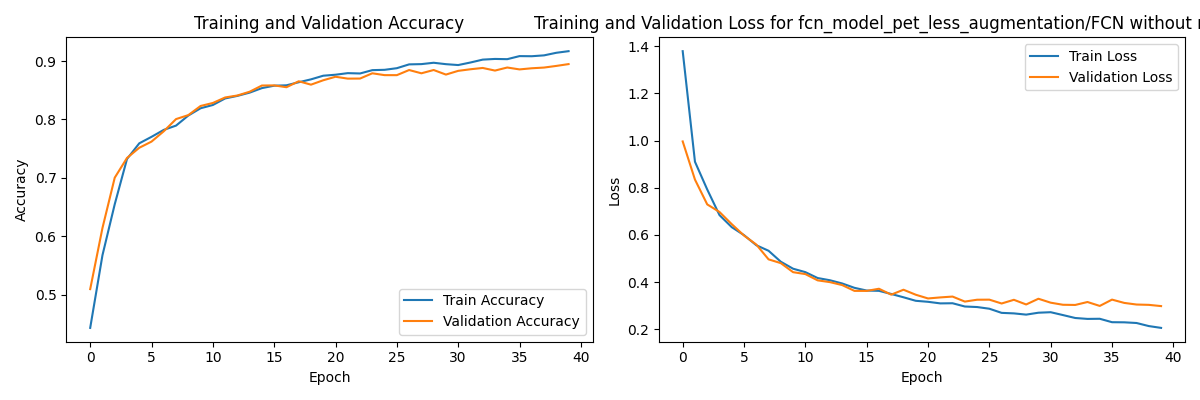 Training and Validation Accuracy
Accuracy
0.9
0.8
0.7
0.6
0.5
Train Accuracy
Validation Accuracy
0 5 10 15 20 25 30 35 40
Epoch
Training and Validation Loss for fcn_model_pet_less_augmentation/FCN without
Loss
1.4
1.2
1.0
0.8
0.6
0.4
0.2
Train Loss
Validation Loss
0 5 10 15 20 25 30 35 40
Epoch